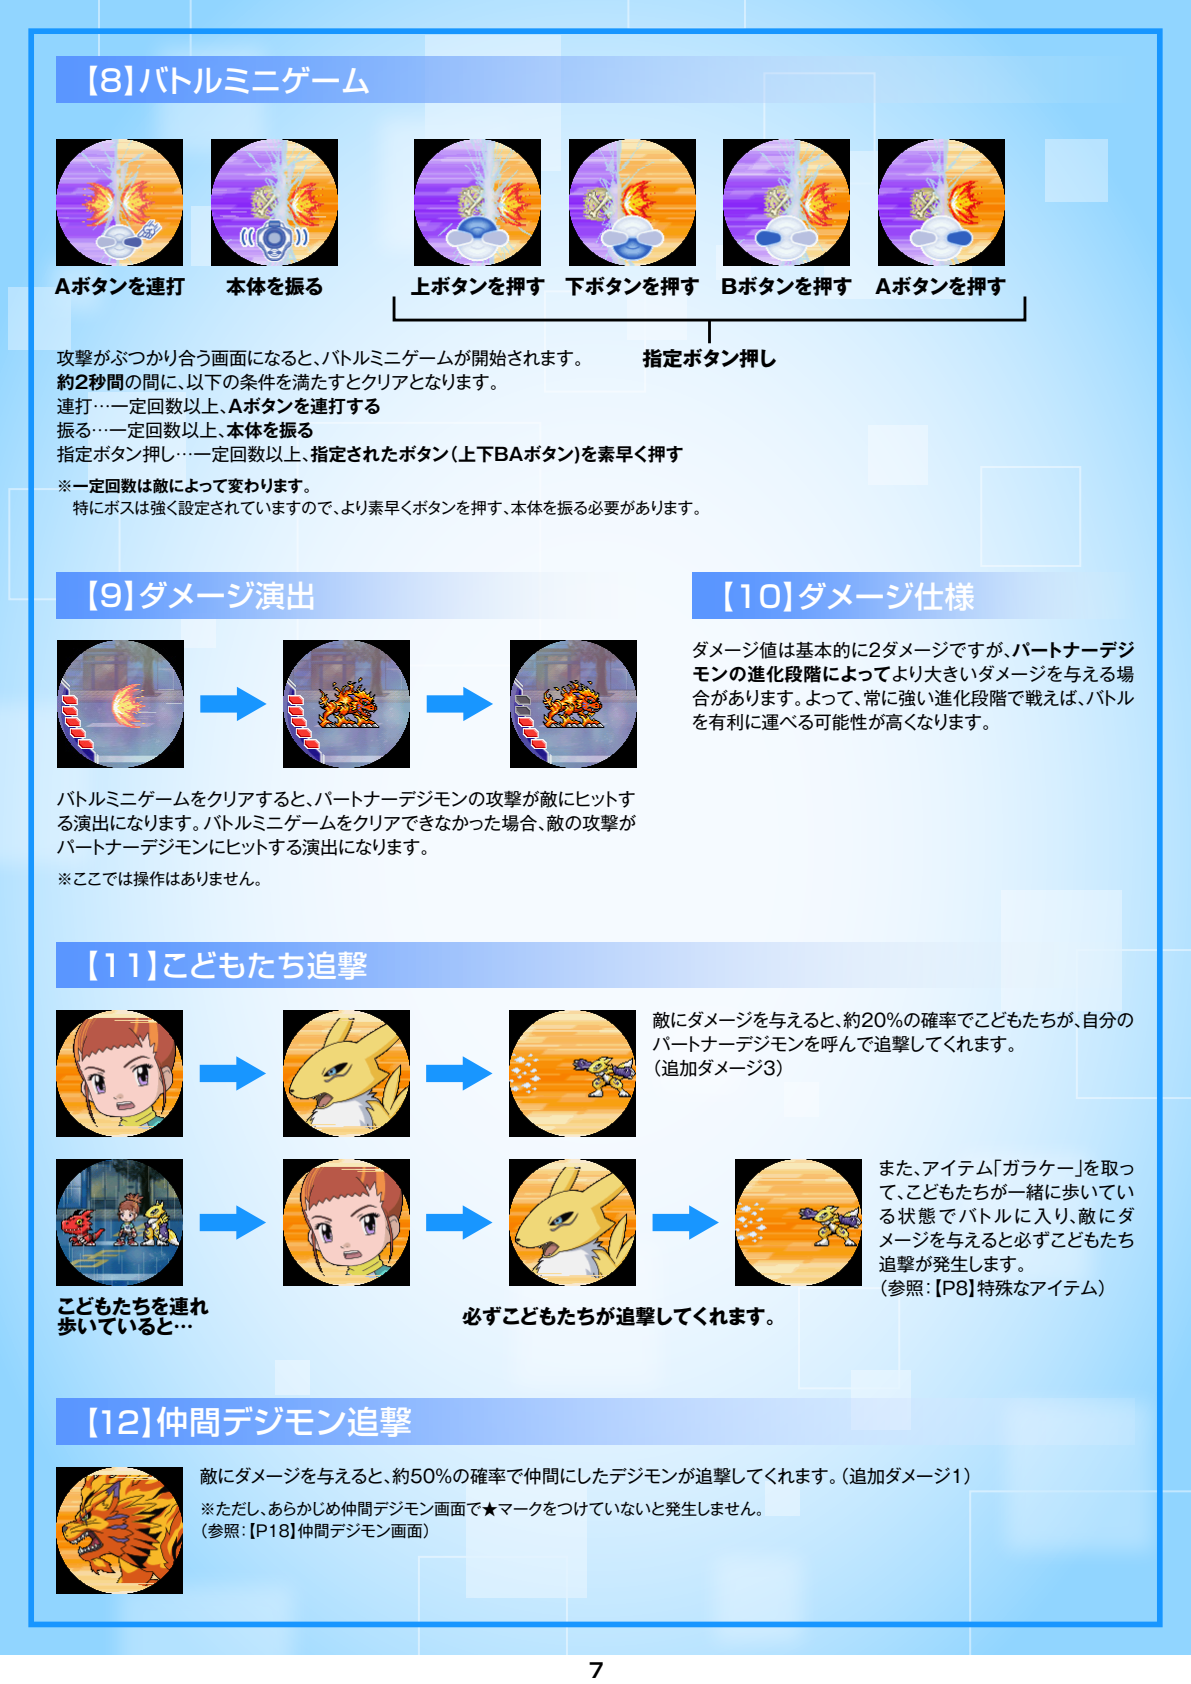 【8】バトルミニゲーム
Aボタンを連打
本体を振る
上ボタンを押す
下ボタンを押す
Bボタンを押す
Aボタンを押す
指定ボタン押し
攻撃がぶつかり合う画面になると、バトルミニゲームが開始されます。
約2秒間の間に、以下の条件を満たすとクリアとなります。
連打…一定回数以上、Aボタンを連打する
振る…一定回数以上、本体を振る
指定ボタン押し…一定回数以上、指定されたボタン（上下BAボタン）を素早く押す
※一定回数は敵によって変わります。
特にボスは強く設定されていますので、より素早くボタンを押す、本体を振る必要があります。
【9】ダメージ演出
バトルミニゲームをクリアすると、パートナーデジモンの攻撃が敵にヒットす
る演出になります。バトルミニゲームをクリアできなかった場合、敵の攻撃が
パートナーデジモンにヒットする演出になります。
※ここでは操作はありません。
【10】ダメージ仕様
ダメージ値は基本的に2ダメージですが、パートナーデジ
モンの進化段階によってより大きいダメージを与える場
合があります。よって、常に強い進化段階で戦えば、バトル
を有利に運べる可能性が高くなります。
【11】こどもたち追撃
敵にダメージを与えると、約20%の確率でこどもたちが、自分の
パートナーデジモンを呼んで追撃してくれます。
（追加ダメージ3）
また、アイテム「ガラケー」を取っ
て、こどもたちが一緒に歩いてい
る状態でバトルに入り、敵にダ
メージを与えると必ずこどもたち
追撃が発生します。
（参照：【P8】特殊なアイテム）
こどもたちを連れ
歩いていると…
必ずこどもたちが追撃してくれます。
【12】仲間デジモン追撃
敵にダメージを与えると、約50%の確率で仲間にしたデジモンが追撃してくれます。（追加ダメージ1）
※ただし、あらかじめ仲間デジモン画面で★マークをつけていないと発生しません。
（参照：【P18】仲間デジモン画面）
7